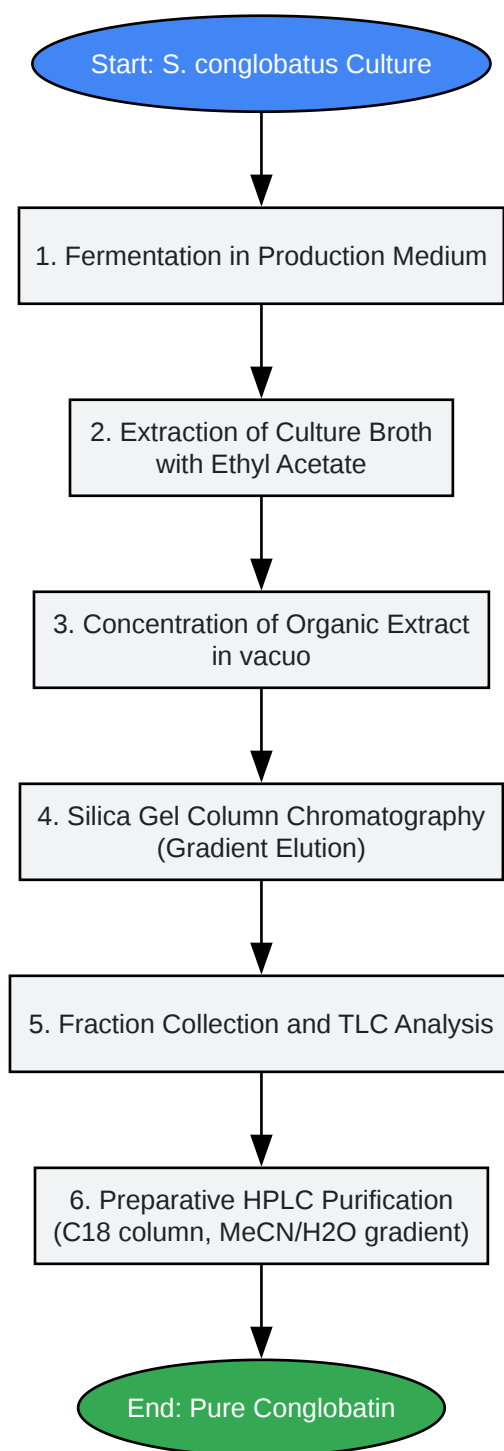 Start: S. conglobatus Culture
1. Fermentation in Production Medium
2. Extraction of Culture Broth
with Ethyl Acetate
3. Concentration of Organic Extract
in vacuo
4. Silica Gel Column Chromatography
(Gradient Elution)
5. Fraction Collection and TLC Analysis
6. Preparative HPLC Purification
(C18 column, MeCN/H2O gradient)
End: Pure Conglobatin